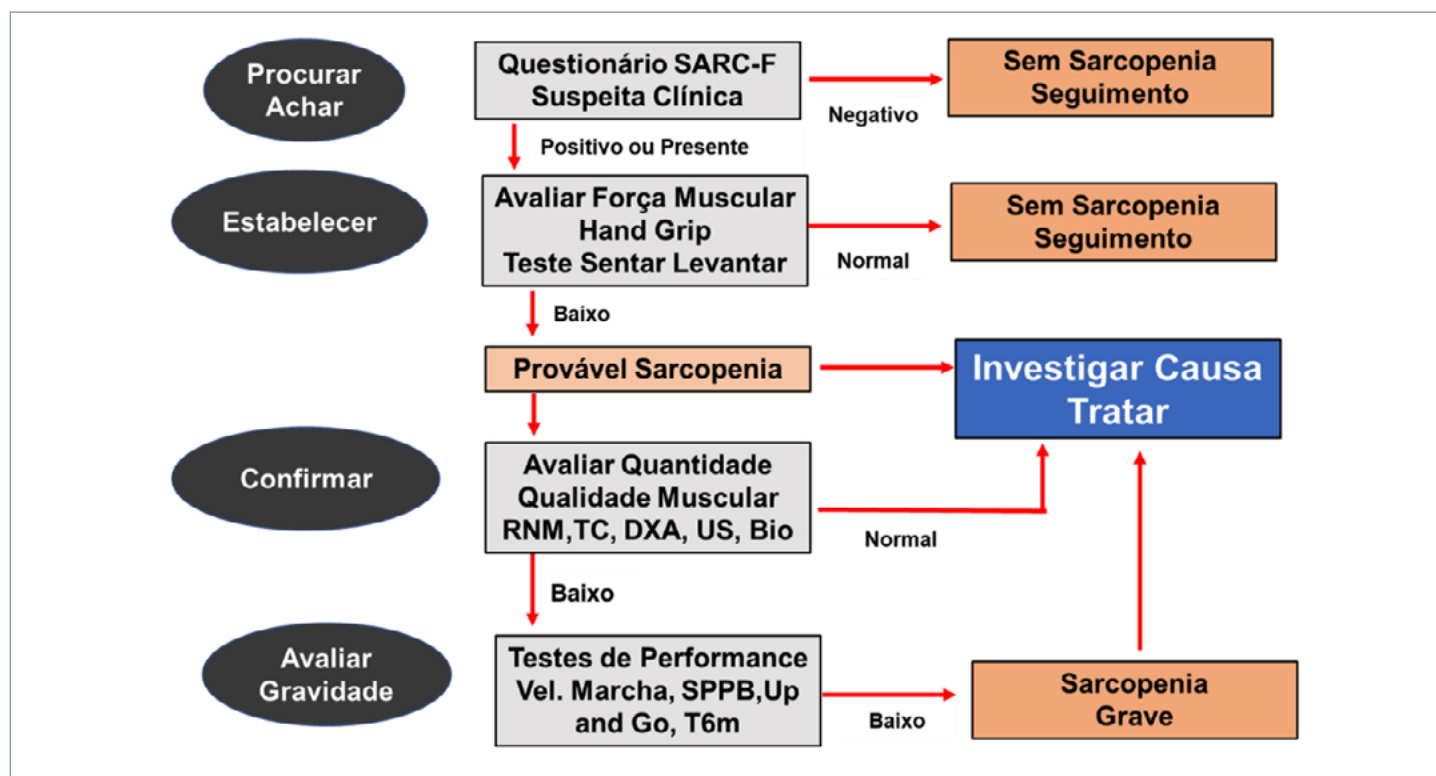 Procurar
Achar
Questionário SARC-F
Suspeita Clínica
Negativo
Sem Sarcopenia
Seguimento
Positivo ou Presente
Estabelecer
Avaliar Força Muscular
Hand Grip
Teste Sentar Levantar
Normal
Sem Sarcopenia
Seguimento
Baixo
Provável Sarcopenia
Investigar Causa
Tratar
Confirmar
Avaliar Quantidade
Qualidade Muscular
RNM,TC, DXA, US, Bio
Normal
Baixo
Avaliar
Gravidade
Testes de Performance
Vel. Marcha, SPPB,Up
and Go, T6m
Baixo
Sarcopenia
Grave